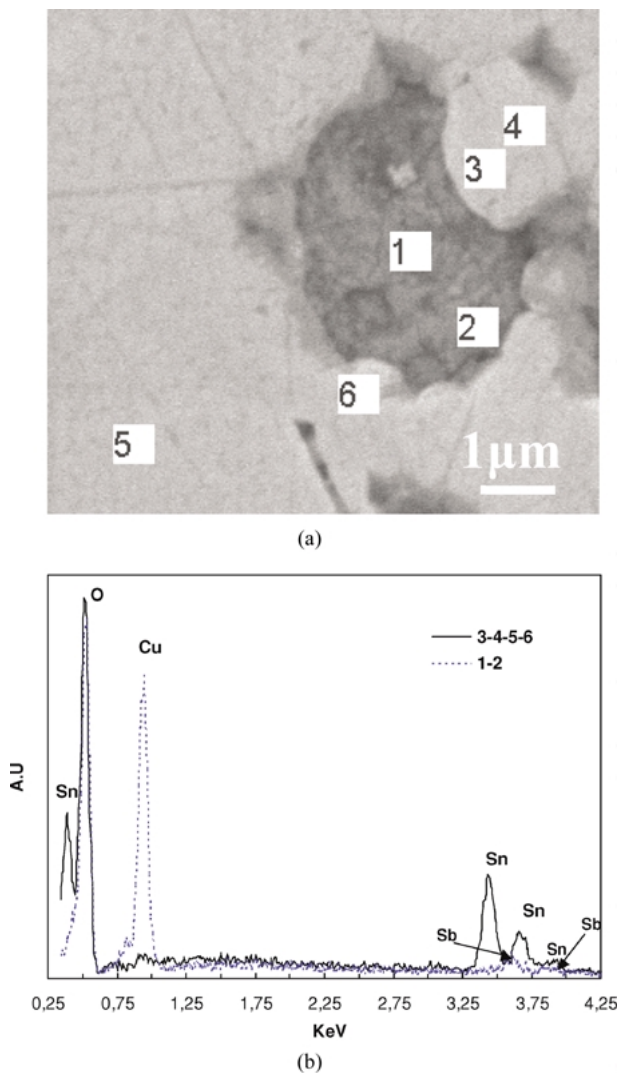 4
3
1
2
6
5
1μm
(a)
O
3-4-5-6
Cu
1-2
A.U
Sn
Sn
Sb
Sn
Sn
Sb
0,25 0,75 1,25 1,75 2,25 2,75 3,25 3,75 4,25
KeV
(b)